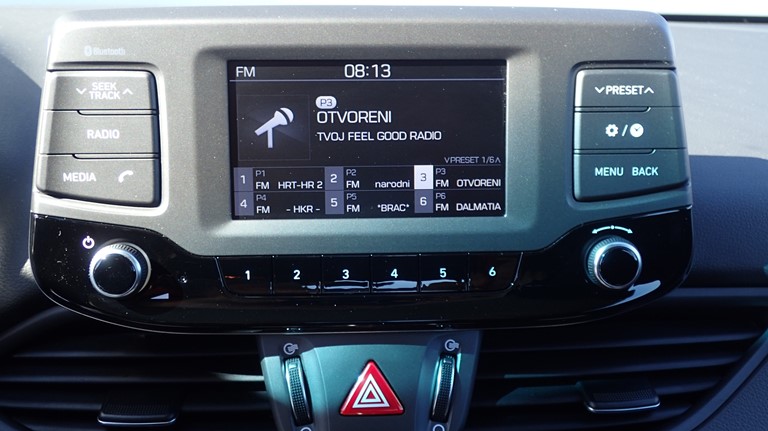 Bluetooth
SEEK
TRACK
RADIO
MEDIA
FM 08:13
P3
OTVORENI
TVOJ FEEL GOOD RADIO
PRESET 1/6
1 P1 FM HRT-HR 2
2 P2 FM narodni
3 P3 FM OTVORENI
4 P4 FM - HKR -
5 P5 FM *BRAC*
6 P6 FM DALMATIA
PRESET
/
MENU BACK
1 2 3 4 5 6